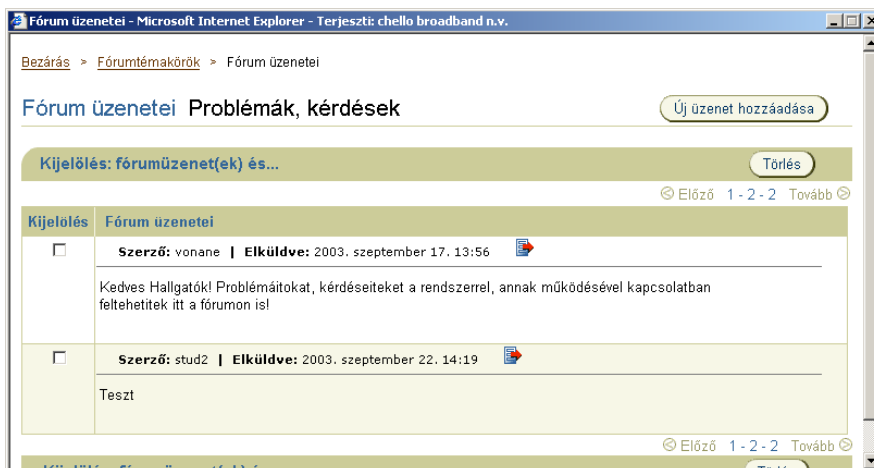 Fórum üzenetei - Microsoft Internet Explorer - Terjeszti: chello broadband n.v.
Bezárás > Fórumtémakörök > Fórum üzenetei
Fórum üzenetei Problémák, kérdések
Új üzenet hozzáadása
Kijelölés: fórumüzenet(ek) és...
Törlés
Előző 1 - 2 - 2 Tovább
Kijelölés Fórum üzenetei
Szerző: vonane | Elküldve: 2003. szeptember 17. 13:56
Kedves Hallgatók! Problémáitokat, kérdéseiteket a rendszerrel, annak működésével kapcsolatban
feltehetitek itt a fórumon is!
Szerző: stud2 | Elküldve: 2003. szeptember 22. 14:19
Teszt
Előző 1 - 2 - 2 Tovább